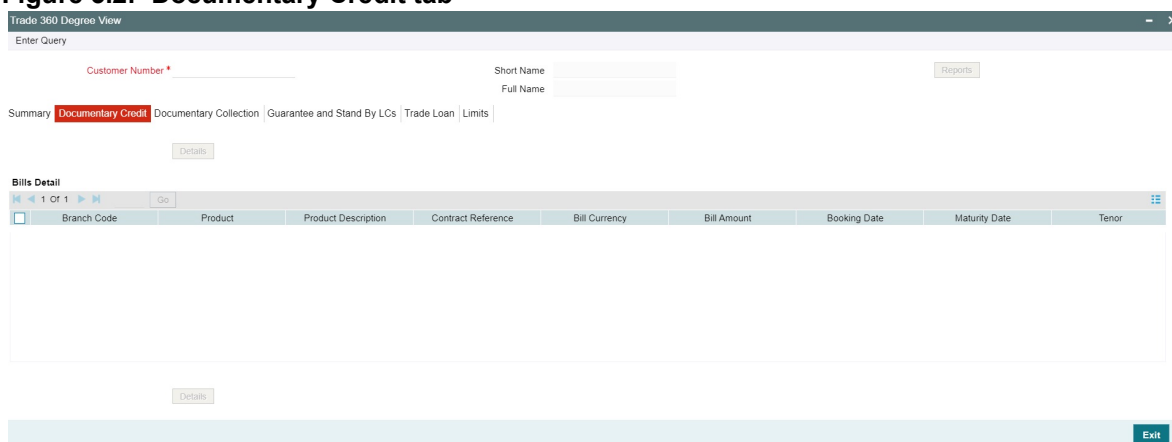 Figure 3.2: Documentary Credit tab
Trade 360 Degree View
Enter Query
Customer Number * Short Name Reports
Full Name
Summary Documentary Credit Documentary Collection Guarantee and Stand By LCs Trade Loan Limits
Details
Bills Detail
1 Of 1 Go
Branch Code Product Product Description Contract Reference Bill Currency Bill Amount Booking Date Maturity Date Tenor
Details
Exit